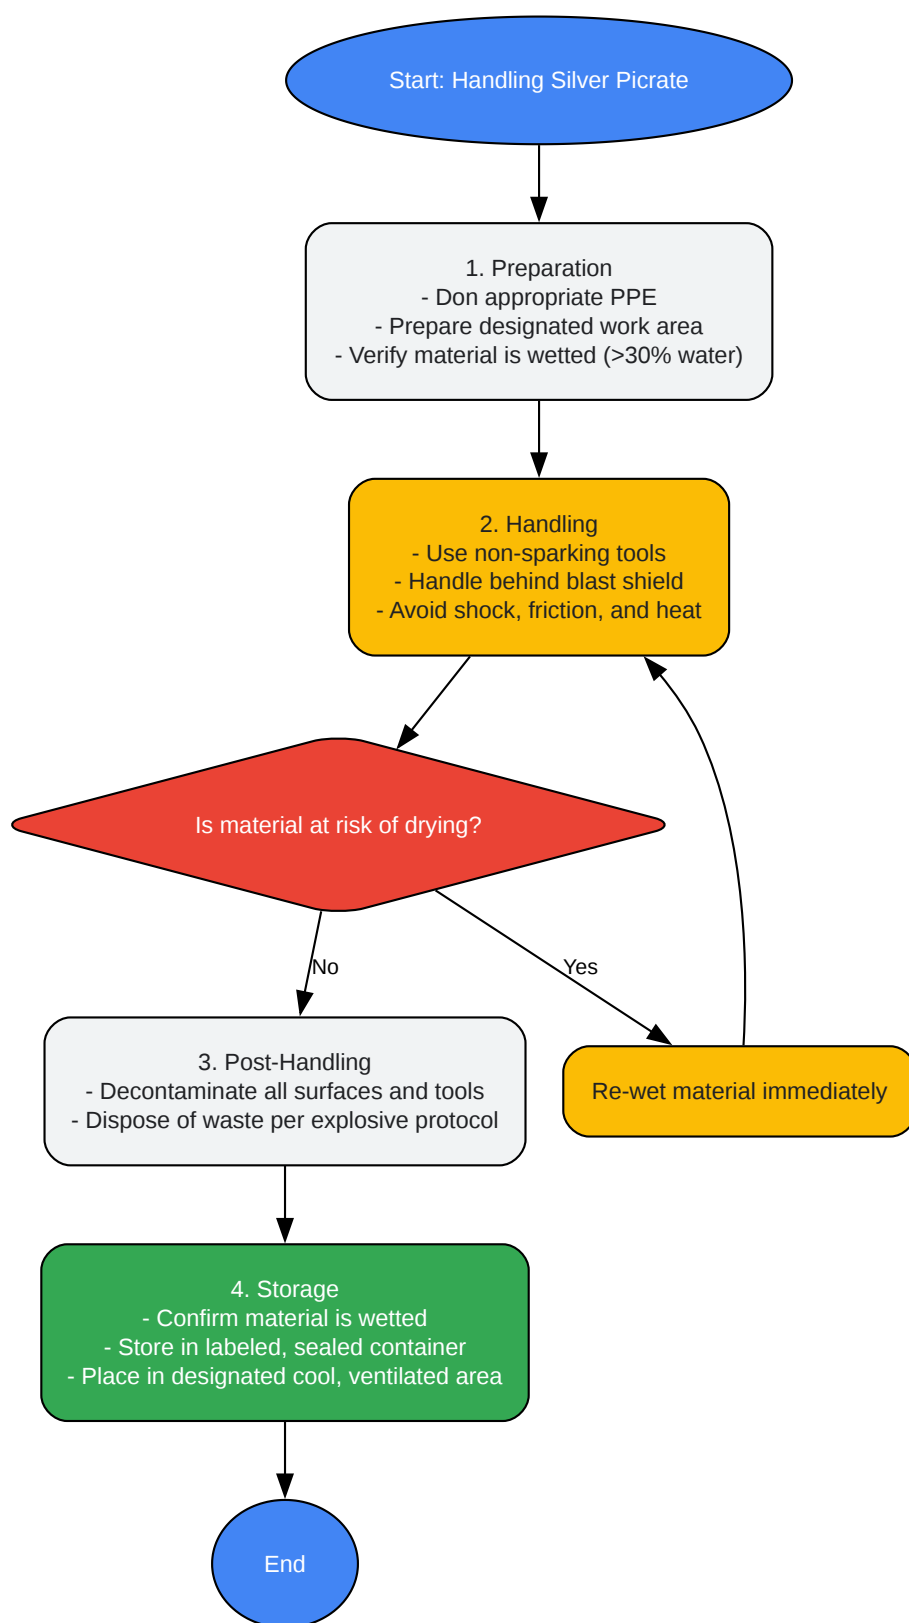 Start: Handling Silver Picrate
1. Preparation
- Don appropriate PPE
- Prepare designated work area
- Verify material is wetted (>30% water)
2. Handling
- Use non-sparking tools
- Handle behind blast shield
- Avoid shock, friction, and heat
Is material at risk of drying?
No
Yes
3. Post-Handling
- Decontaminate all surfaces and tools
- Dispose of waste per explosive protocol
Re-wet material immediately
4. Storage
- Confirm material is wetted
- Store in labeled, sealed container
- Place in designated cool, ventilated area
End